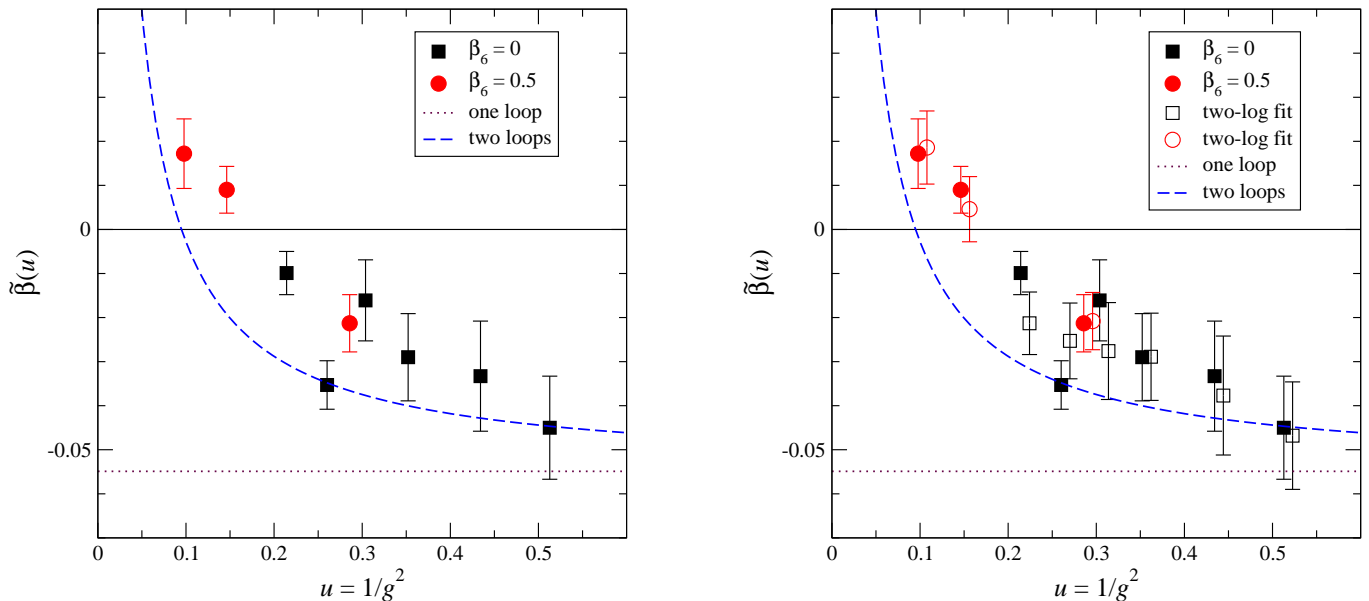 β₆ = 0
β₆ = 0.5
one loop
two loops
0
-0.05
β̃(u)
0 0.1 0.2 0.3 0.4 0.5
u = 1/g²
β₆ = 0
β₆ = 0.5
two-log fit
two-log fit
one loop
two loops
0
-0.05
β̃(u)
0 0.1 0.2 0.3 0.4 0.5
u = 1/g²